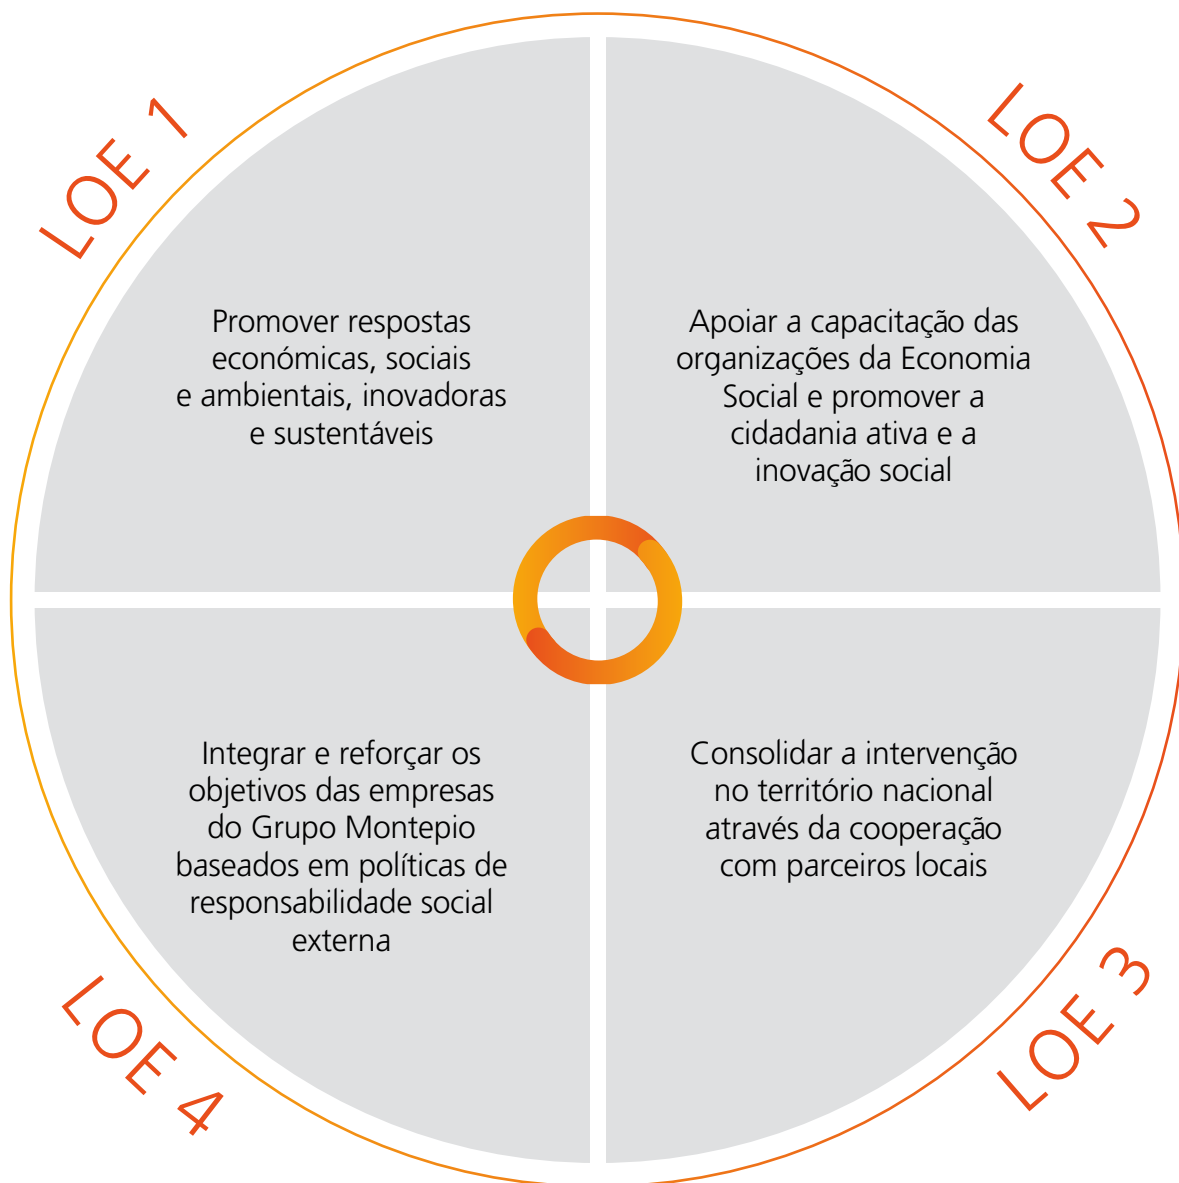 LOE 1
Promover respostas
económicas, sociais
e ambientais, inovadoras
e sustentáveis
LOE 2
Apoiar a capacitação das
organizações da Economia
Social e promover a
cidadania ativa e a
inovação social
LOE 3
Consolidar a intervenção
no território nacional
através da cooperação
com parceiros locais
LOE 4
Integrar e reforçar os
objetivos das empresas
do Grupo Montepio
baseados em políticas de
responsabilidade social
externa